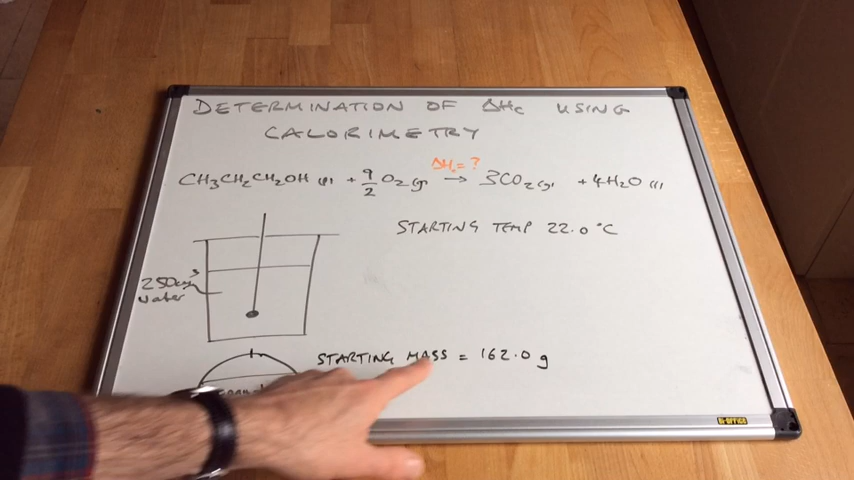 DETERMINATION OF ΔHc USING
CALORIMETRY
ΔHc = ?
CH3CH2CH2OH (l) + 9/2 O2(g) → 3CO2(g) + 4H2O (l)
STARTING TEMP 22.0°C
250cm3
water
STARTING MASS = 162.0 g
Bi-OFFICE